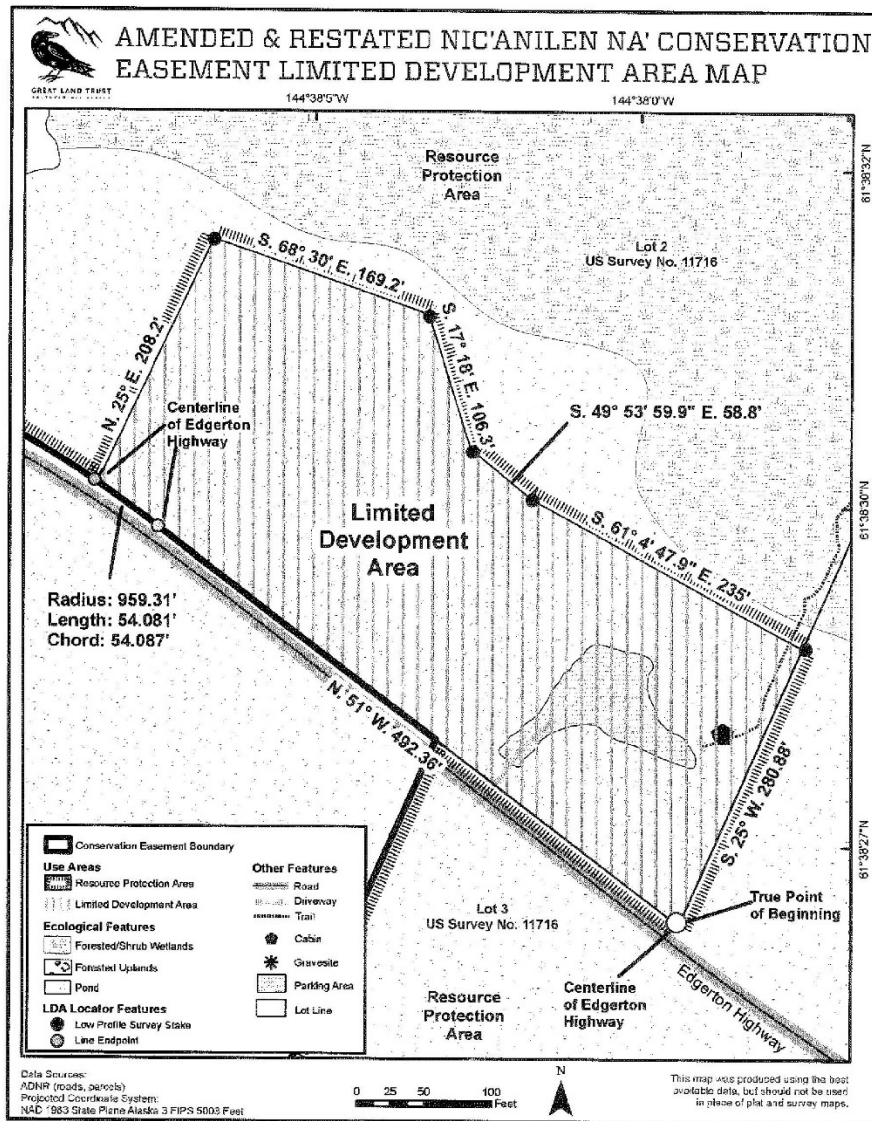 AMENDED & RESTATED NIC'ANILEN NA' CONSERVATION
EASEMENT LIMITED DEVELOPMENT AREA MAP
GREAT LAND TRUST
144°38'5"W
144°38'0"W
61°38'32"N
61°38'30"N
61°38'27"N
Resource
Protection
Area
Lot 2
US Survey No. 11716
S. 68° 30' E. 169.2'
N. 25° E. 208.2'
S. 17° 18' E. 106.3'
Centerline
of Edgerton
Highway
S. 49° 53' 59.9" E. 58.8'
Limited
Development
Area
S. 61° 4' 47.9" E. 235'
Radius: 959.31'
Length: 54.081'
Chord: 54.087'
N. 51° W. 492.36'
S. 25° W. 280.88'
True Point
of Beginning
Lot 3
US Survey No. 11716
Centerline
of Edgerton
Highway
Edgerton Highway
Resource
Protection
Area
Conservation Easement Boundary
Use Areas
Resource Protection Area
Limited Development Area
Ecological Features
Forested/Shrub Wetlands
Forested Uplands
Pond
LDA Locator Features
Low Profile Survey Stake
Line Endpoint
Other Features
Road
Driveway
Trail
Cabin
Gravesite
Parking Area
Lot Line
Data Sources:
ADNR (roads, parcels)
Projected Coordinate System:
NAD 1983 State Plane Alaska 3 FIPS 5003 Feet
0 25 50 100
Feet
N
This map was produced using the best
available data, but should not be used
in place of plat and survey maps.